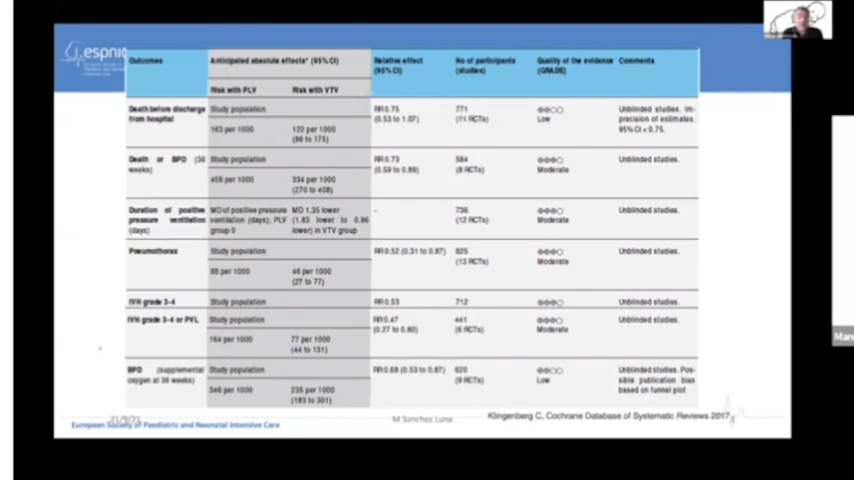 espnic
Outcomes
Anticipated absolute effects* (95% CI)
Relative effect
(95% CI)
No of participants
(studies)
Quality of the evidence
(GRADE)
Comments
Risk with PLV
Risk with VTV
Death before discharge
from hospital
Study population
163 per 1000
122 per 1000
(86 to 175)
RR 0.75
(0.53 to 1.07)
771
(11 RCTs)
Low
Unblinded studies. Im-
precision of estimates.
95% CI < 0.75.
Death or BPD (36
weeks)
Study population
458 per 1000
334 per 1000
(270 to 408)
RR 0.73
(0.59 to 0.89)
584
(8 RCTs)
Moderate
Unblinded studies.
Duration of positive
pressure ventilation
(days)
MD of positive pressure
ventilation (days); PLV
group 0
MD 1.35 lower
(1.83 lower to 0.86
lower) in VTV group
-
736
(12 RCTs)
Moderate
Unblinded studies.
Pneumothorax
Study population
88 per 1000
46 per 1000
(27 to 77)
RR 0.52 (0.31 to 0.87)
825
(13 RCTs)
Moderate
Unblinded studies.
IVH grade 3-4
Study population
RR 0.53
712
Unblinded studies.
IVH grade 3-4 or PVL
Study population
164 per 1000
77 per 1000
(44 to 131)
RR 0.47
(0.27 to 0.80)
441
(6 RCTs)
Moderate
Unblinded studies.
BPD (supplemental
oxygen at 36 weeks)
Study population
346 per 1000
235 per 1000
(183 to 301)
RR 0.68 (0.53 to 0.87)
620
(9 RCTs)
Low
Unblinded studies. Pos-
sible publication bias
based on funnel plot
21/9/21
M Sanchez Luna
Klingenberg C, Cochrane Database of Systematic Reviews 2017
European Society of Paediatric and Neonatal Intensive Care